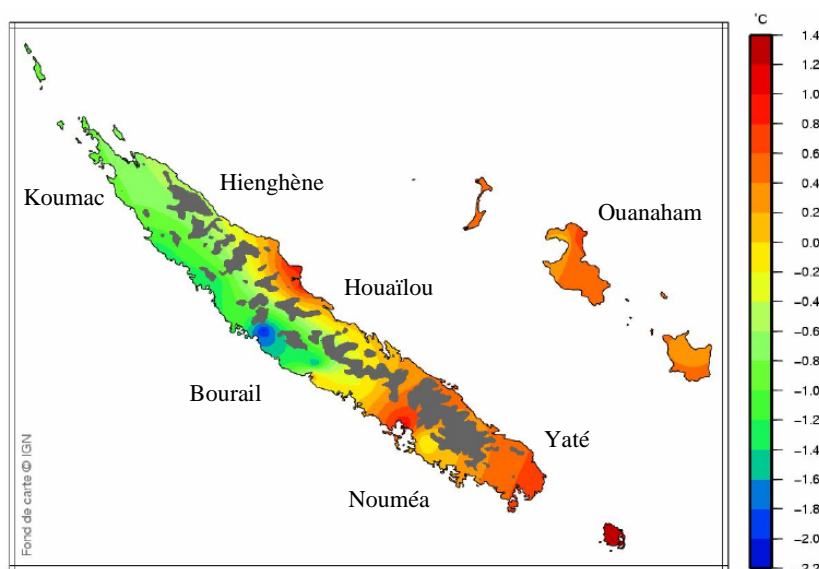 °C
1.4
1.2
1.0
0.8
0.6
0.4
0.2
0.0
−0.2
−0.4
−0.6
−0.8
−1.0
−1.2
−1.4
−1.6
−1.8
−2.0
−2.2
Hienghène
Koumac
Ouanaham
Houaïlou
Bourail
Yaté
Nouméa
Fond de carte © IGN